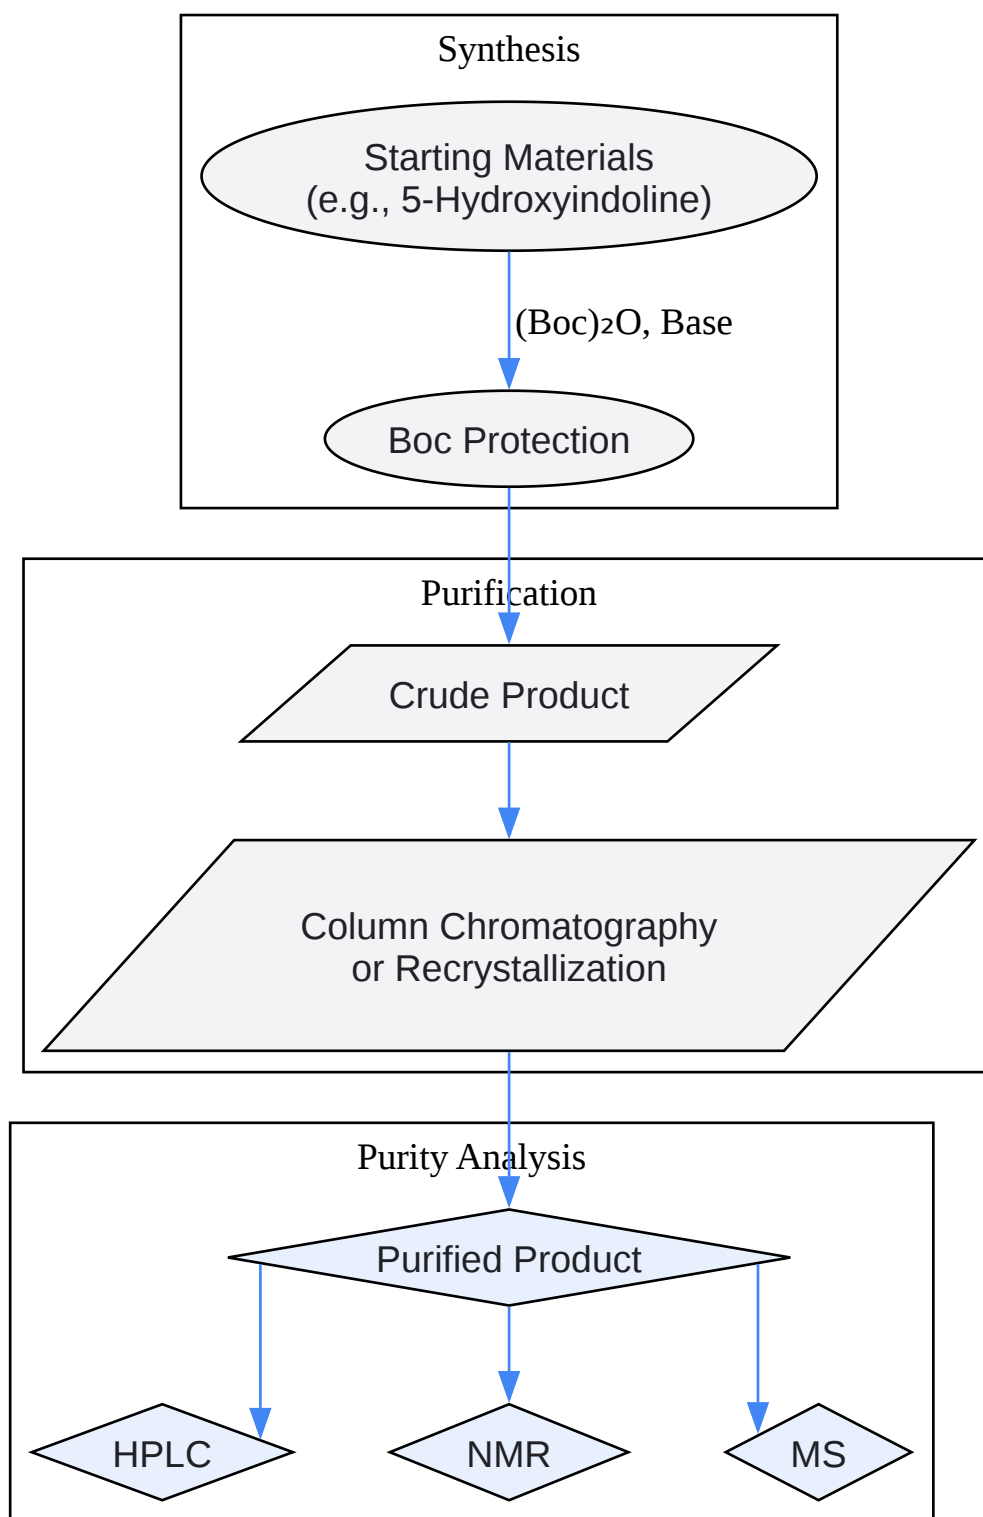 Synthesis
Starting Materials
(e.g., 5-Hydroxyindoline)
(Boc)₂O, Base
Boc Protection
Purification
Crude Product
Column Chromatography
or Recrystallization
Purity Analysis
Purified Product
HPLC
NMR
MS